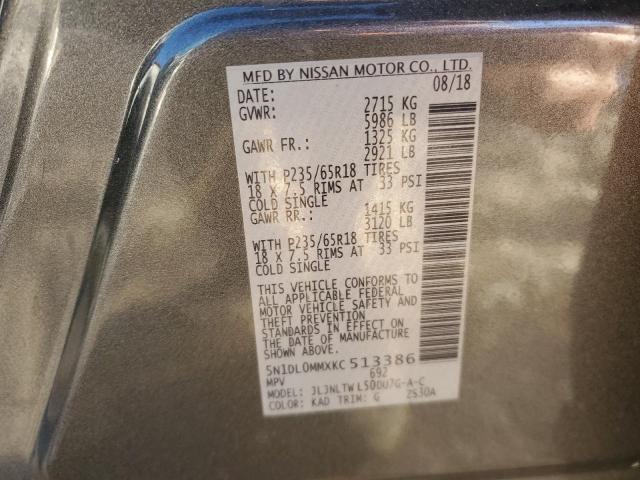 MFD BY NISSAN MOTOR CO., LTD.
DATE: 08/18
GVWR: 2715 KG
5986 LB
GAWR FR.: 1325 KG
2921 LB
WITH P235/65R18 TIRES
18 X 7.5 RIMS AT 33 PSI
COLD SINGLE
GAWR RR.: 1415 KG
3120 LB
WITH P235/65R18 TIRES
18 X 7.5 RIMS AT 33 PSI
COLD SINGLE
THIS VEHICLE CONFORMS TO
ALL APPLICABLE FEDERAL
MOTOR VEHICLE SAFETY AND
THEFT PREVENTION
STANDARDS IN EFFECT ON
THE DATE OF MANUFACTURE
SHOWN ABOVE.
5N1DL0MMXKC 513386
MPV 692
MODEL: JLJNLTW L50DU7G-A-C
COLOR: KAD TRIM: G 2S30A